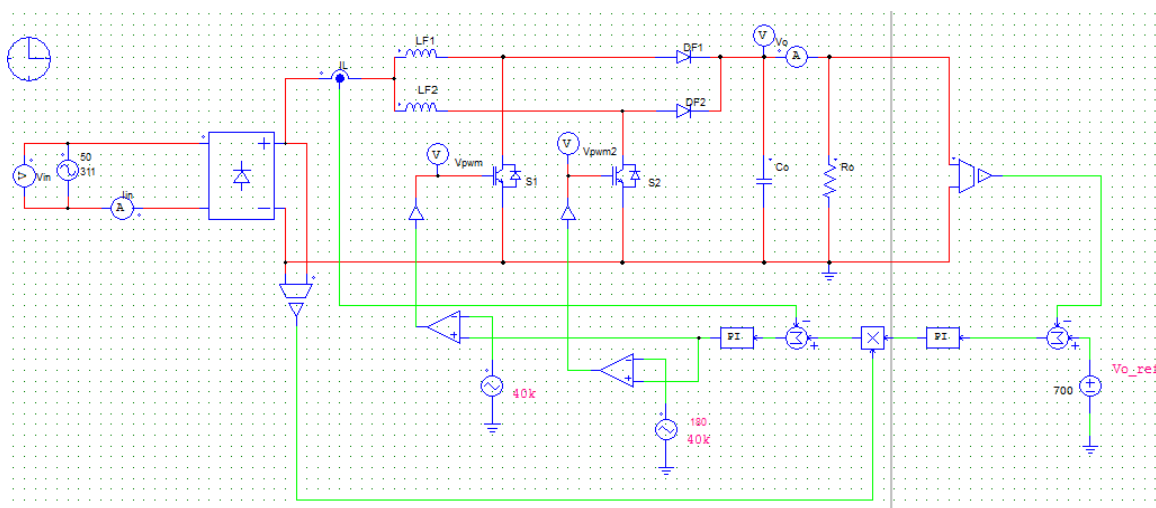 LF1
IL
LF2
DF1
DF2
V
Vo
A
50
311
V
Vin
A
Iin
V
Vpwm
S1
V
Vpwm2
S2
Co
Ro
PI
Σ
×
PI
Σ
40k
180
40k
700
Vo_ref